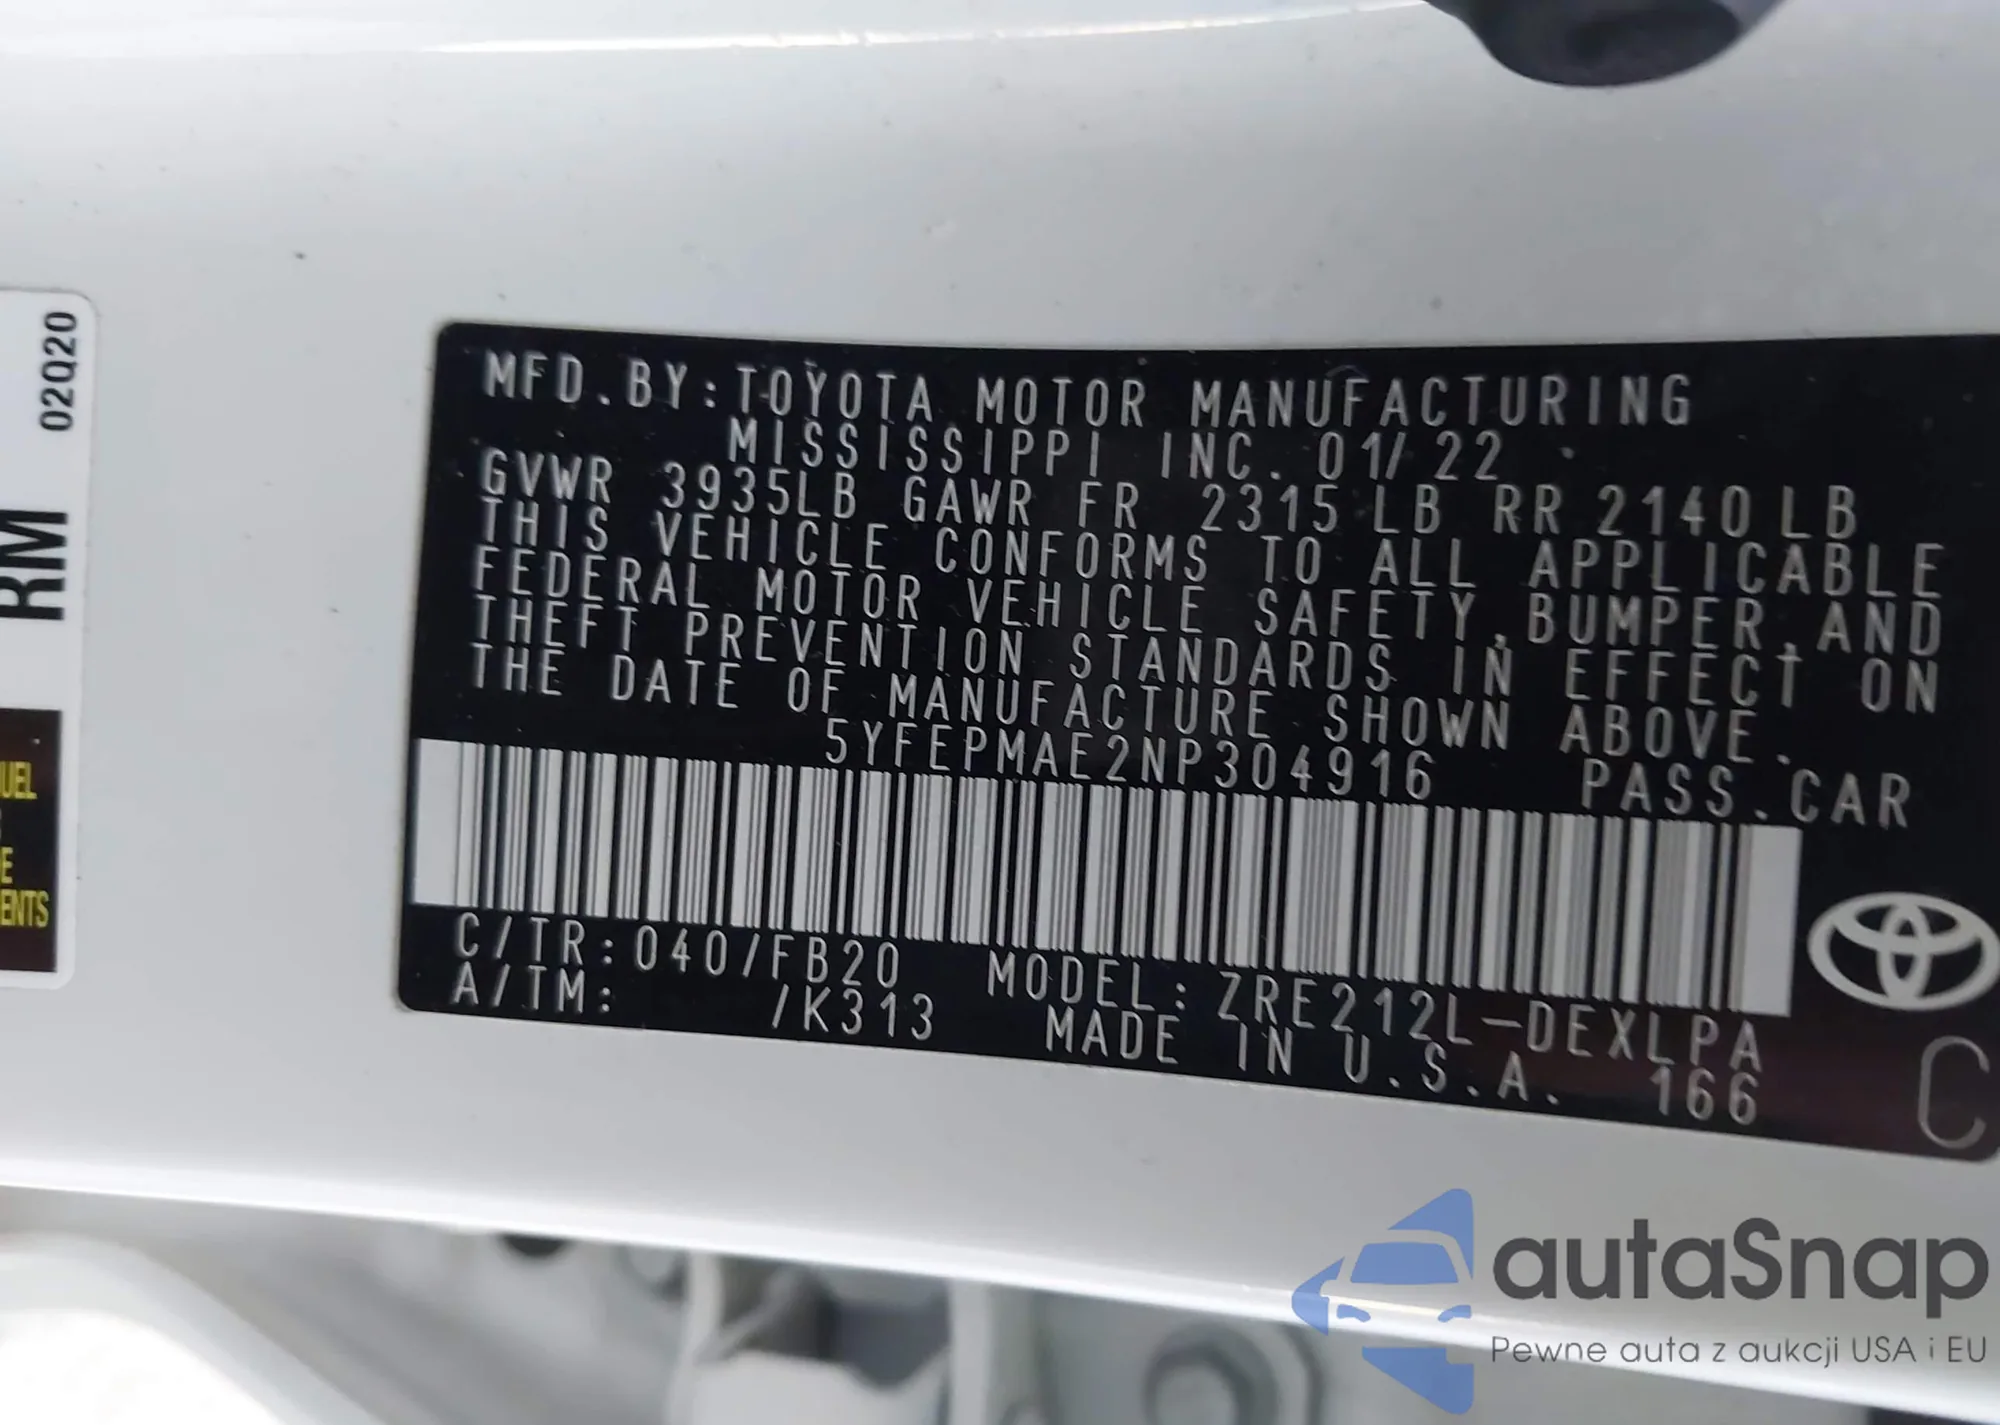 02Q20
RM
UEL
E
ENTS
MFD.BY:TOYOTA MOTOR MANUFACTURING
MISSISSIPPI INC. 01/22
GVWR 3935LB GAWR FR 2315LB RR 2140LB
THIS VEHICLE CONFORMS TO ALL APPLICABLE
FEDERAL MOTOR VEHICLE SAFETY,BUMPER,AND
THEFT PREVENTION STANDARDS IN EFFECT ON
THE DATE OF MANUFACTURE SHOWN ABOVE.
5YFEPMAE2NP304916 PASS.CAR
C/TR:040/FB20 MODEL:ZRE212L-DEXLPA
A/TM: /K313 MADE IN U.S.A. 166
C
autaSnap
Pewne auta z aukcji USA i EU